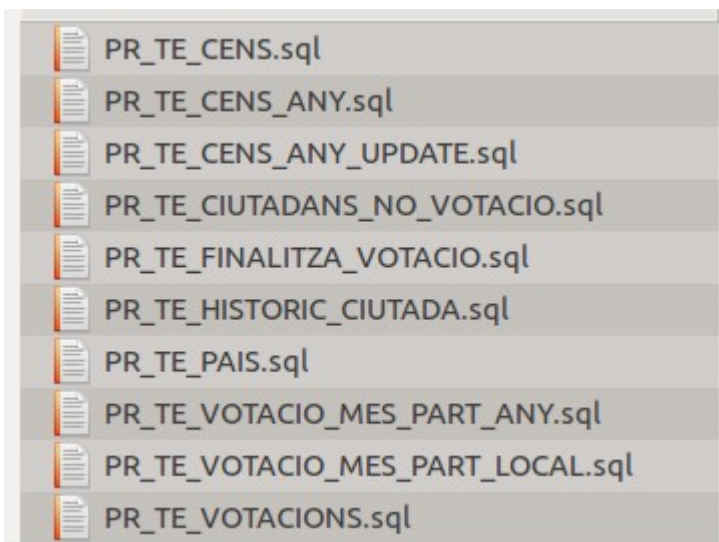 PR_TE_CENS.sql
PR_TE_CENS_ANY.sql
PR_TE_CENS_ANY_UPDATE.sql
PR_TE_CIUTADANS_NO_VOTACIO.sql
PR_TE_FINALITZA_VOTACIO.sql
PR_TE_HISTORIC_CIUTADA.sql
PR_TE_PAIS.sql
PR_TE_VOTACIO_MES_PART_ANY.sql
PR_TE_VOTACIO_MES_PART_LOCAL.sql
PR_TE_VOTACIONS.sql